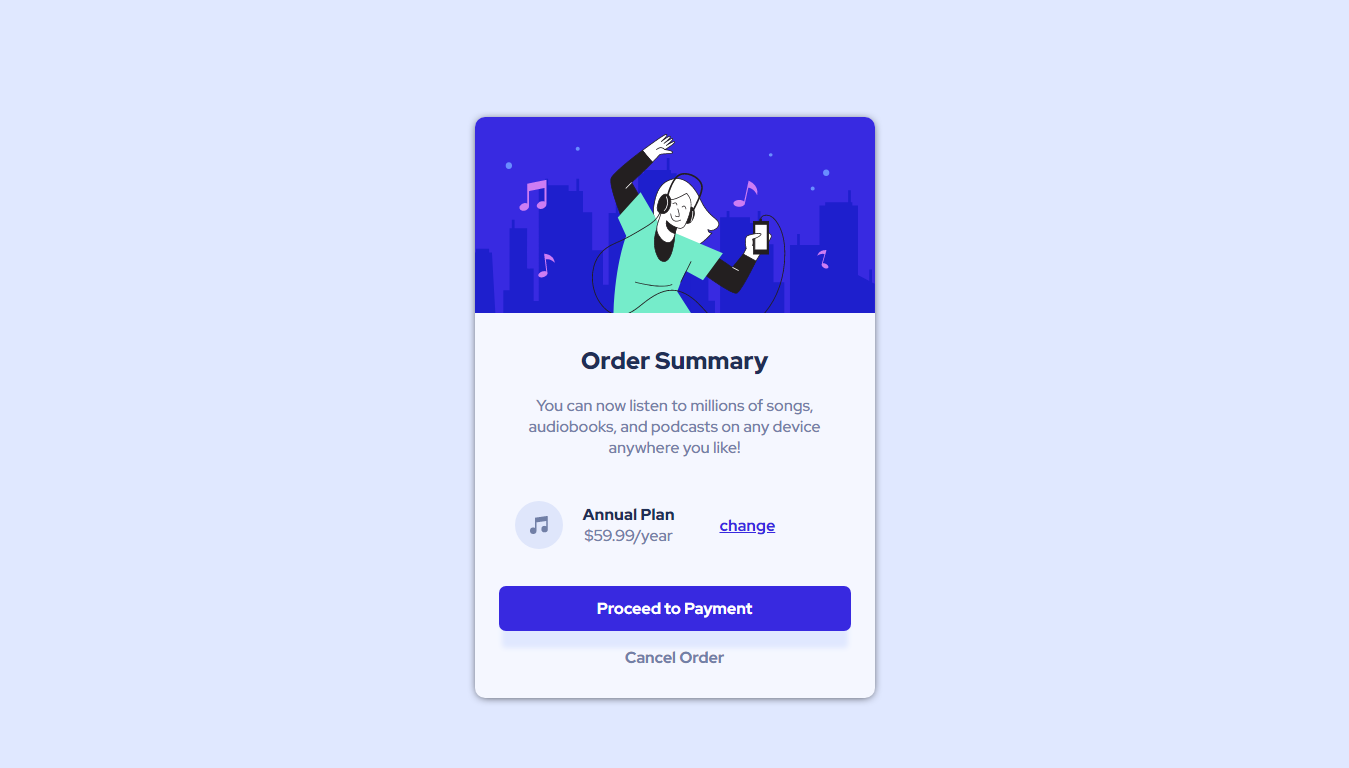 Order Summary
You can now listen to millions of songs,
audiobooks, and podcasts on any device
anywhere you like!
Annual Plan
$59.99/year
change
Proceed to Payment
Cancel Order